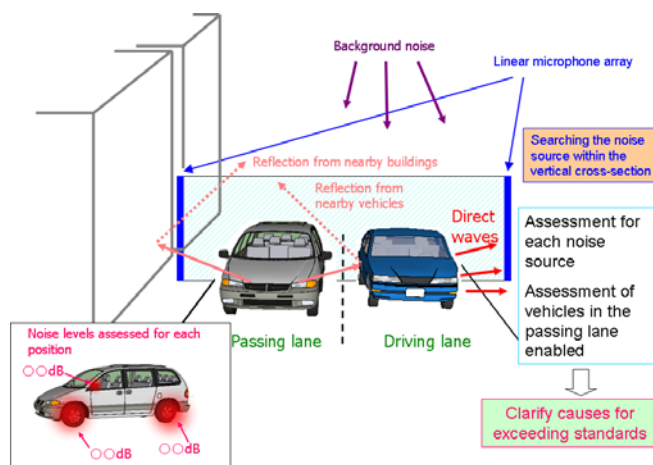 Background noise
Linear microphone array
Searching the noise
source within the
vertical cross-section
Reflection from nearby buildings
Reflection from
nearby vehicles
Direct
waves
Assessment for
each noise
source
Assessment of
vehicles in the
passing lane
enabled
Passing lane
Driving lane
Noise levels assessed for each
position
○○dB
○○dB
○○dB
Clarify causes for
exceeding standards